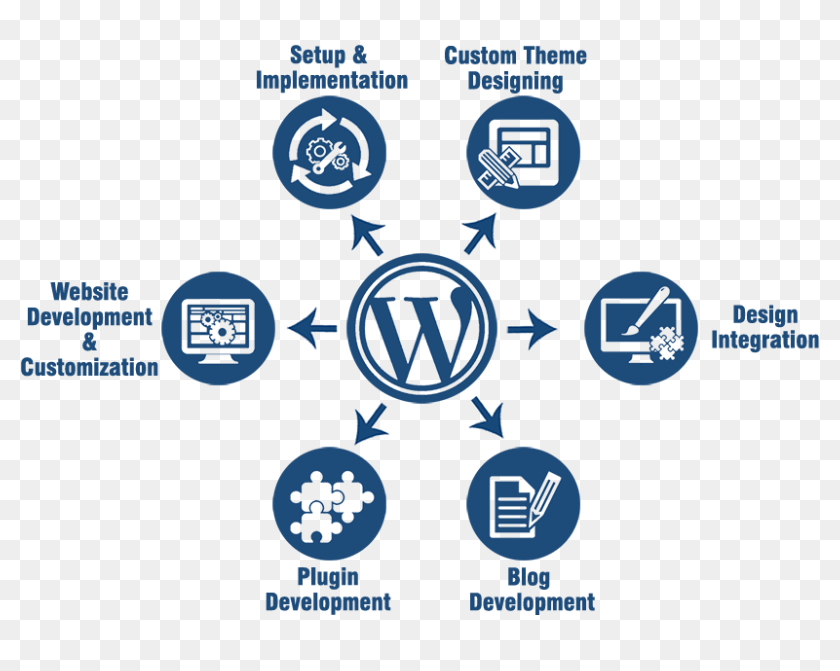 Setup &
Implementation
Custom Theme
Designing
Website
Development
&
Customization
W
Design
Integration
Plugin
Development
Blog
Development